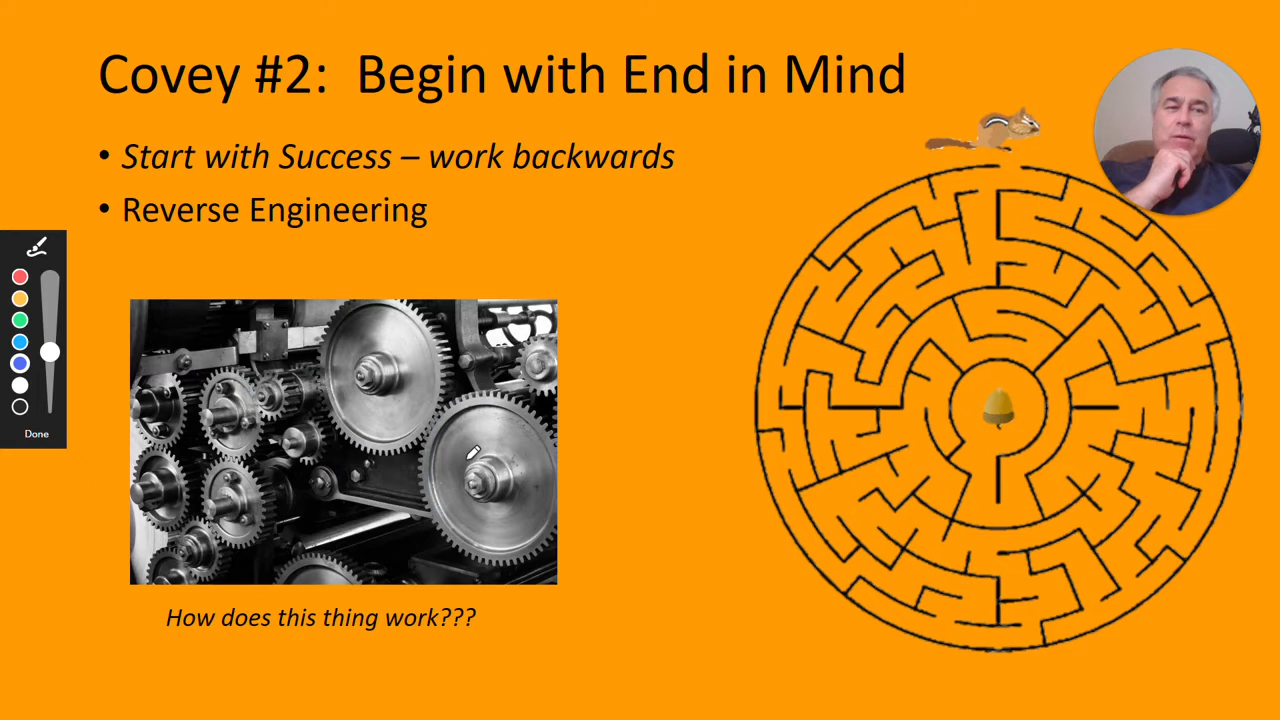 Covey #2: Begin with End in Mind
• Start with Success – work backwards
• Reverse Engineering
Done
How does this thing work???